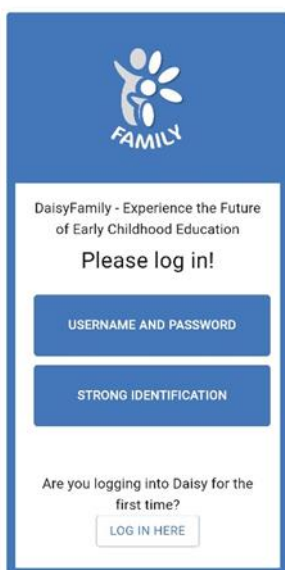 FAMILY
DaisyFamily - Experience the Future
of Early Childhood Education
Please log in!
USERNAME AND PASSWORD
STRONG IDENTIFICATION
Are you logging into Daisy for the
first time?
LOG IN HERE